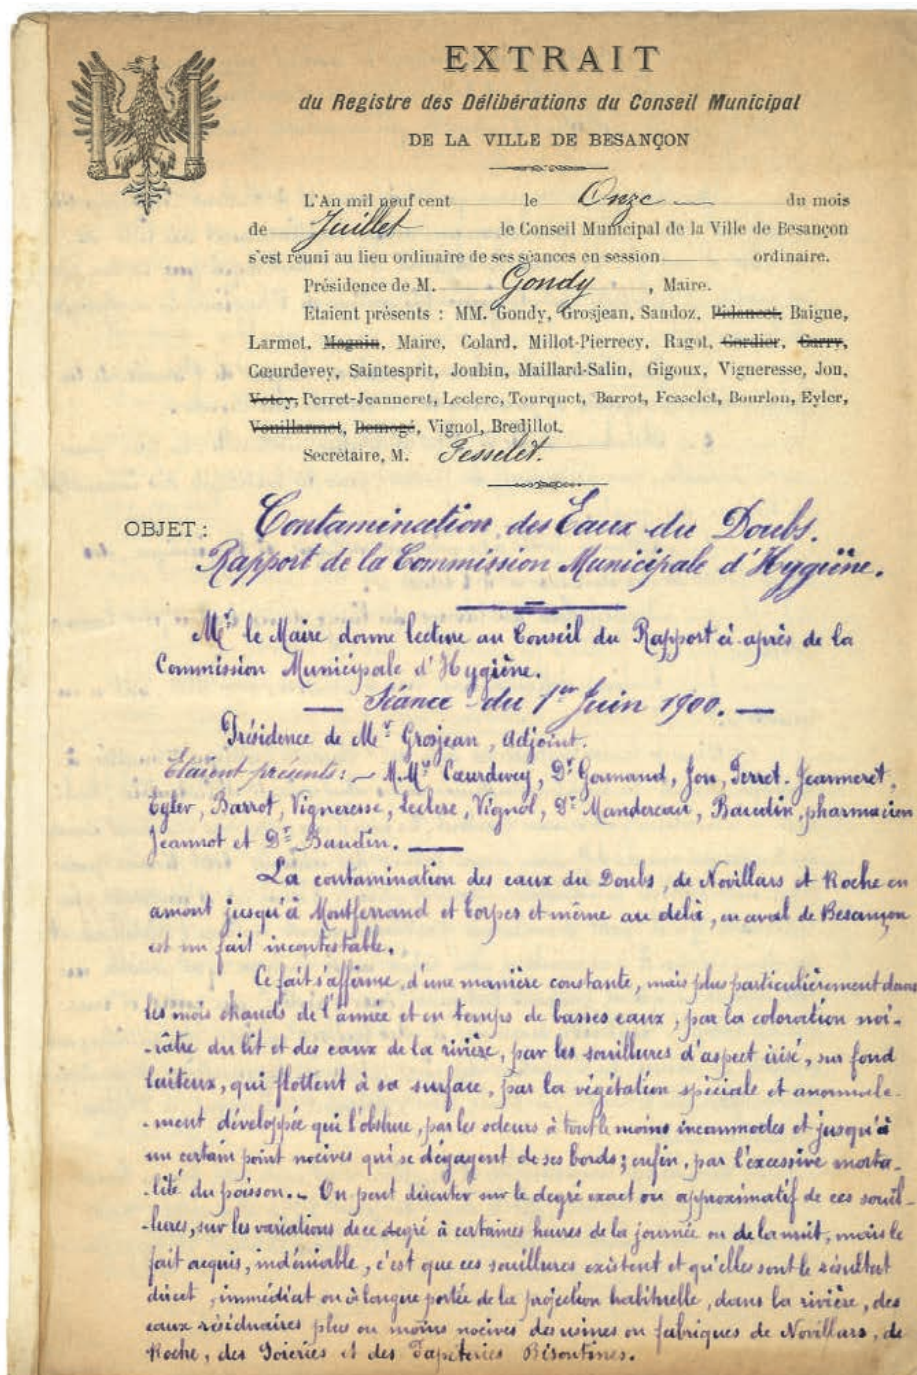 EXTRAIT
du Registre des Délibérations du Conseil Municipal
DE LA VILLE DE BESANÇON
L'An mil neuf cent le Onze du mois
de Juillet le Conseil Municipal de la Ville de Besançon
s'est réuni au lieu ordinaire de ses séances en session ordinaire.
Présidence de M. Gondy, Maire.
Etaient présents : MM. Gondy, Grosjean, Sandoz, Pidancet, Baigue,
Larmet, Magnin, Maire, Colard, Millot-Pierrecy, Ragot, Cordier, Garry,
Cœurdevey, Saintesprit, Joubin, Maillard-Salin, Gigoux, Vigneresse, Jon,
Votey, Perret-Jeanneret, Leclerc, Tourquet, Barrot, Fesselet, Bourlon, Eyler,
Vouillarmet, Demogé, Vignol, Bredillot.
Secrétaire, M. Fesselet.
OBJET : Contamination des Eaux du Doubs.
Rapport de la Commission Municipale d'Hygiène.
Mr le Maire donne lecture au Conseil du Rapport ci après de la
Commission Municipale d'Hygiène.
— Séance du 1er Juin 1900. —
Présidence de Mr Grosjean, Adjoint.
Etaient présents : — M.Mrs Cœurdevey, Dr Gormand, Jon, Perret-Jeanneret,
Eyler, Barrot, Vigneresse, Leclerc, Vignol, Dr Mandereau, Baudin, pharmacien
Jeannot et Dr Baudin. —
La contamination des eaux du Doubs, de Novillars et Roche en
amont jusqu'à Montferrand et Torpes et même au delà, en aval de Besançon
est un fait incontestable.
Ce fait s'affirme, d'une manière constante, mais plus particulièrement dans
les mois chauds de l'année et en temps de basses eaux, par la coloration noi-
-râtre du lit et des eaux de la rivière, par les souillures d'aspect irisé, sur fond
laiteux, qui flottent à sa surface, par la végétation spéciale et anormale-
-ment développée qui l'obstrue, par les odeurs à tout le moins incommodes et jusqu'à
un certain point nocives qui se dégagent de ses bords ; enfin, par l'excessive morta-
-lité du poisson. — On peut discuter sur le degré exact ou approximatif de ces souil-
-lures, sur les variations de ce degré à certaines heures de la journée ou de la nuit, mais le
fait acquis, indéniable, c'est que ces souillures existent et qu'elles sont le résultat
direct, immédiat ou à longue portée de la projection habituelle, dans la rivière, des
eaux résiduaires plus ou moins nocives des usines ou fabriques de Novillars, de
Roche, des Soieries et des Papeteries Bisontines.